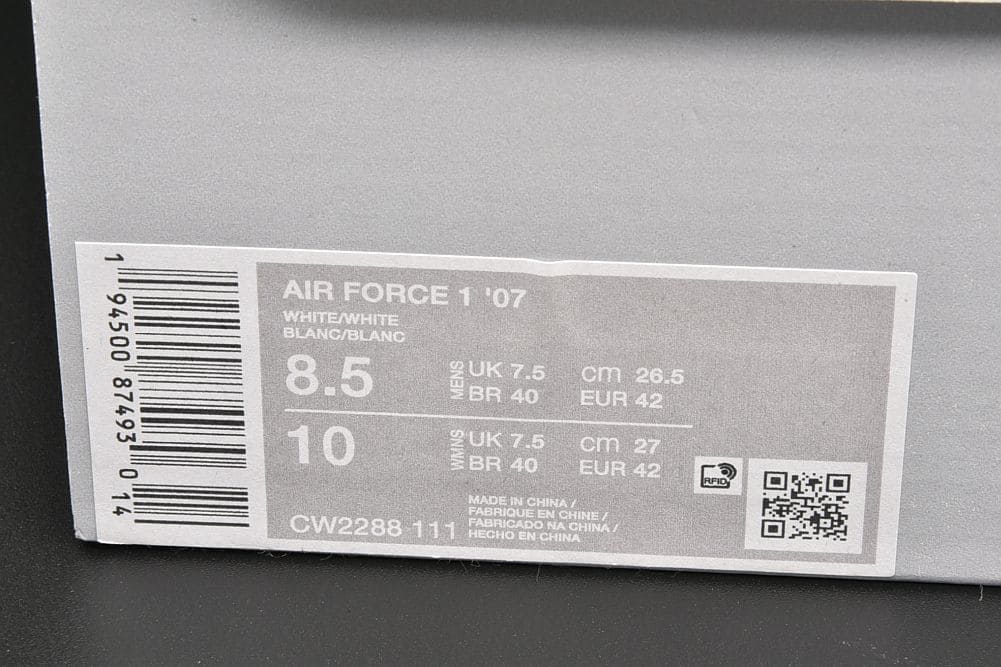 AIR FORCE 1 '07
WHITE/WHITE
BLANC/BLANC
8.5 MENS UK 7.5 cm 26.5
BR 40 EUR 42
10 WMNS UK 7.5 cm 27
BR 40 EUR 42
RFID
MADE IN CHINA /
FABRIQUE EN CHINE /
FABRICADO NA CHINA /
HECHO EN CHINA
CW2288 111
1 94500 87493 0 14